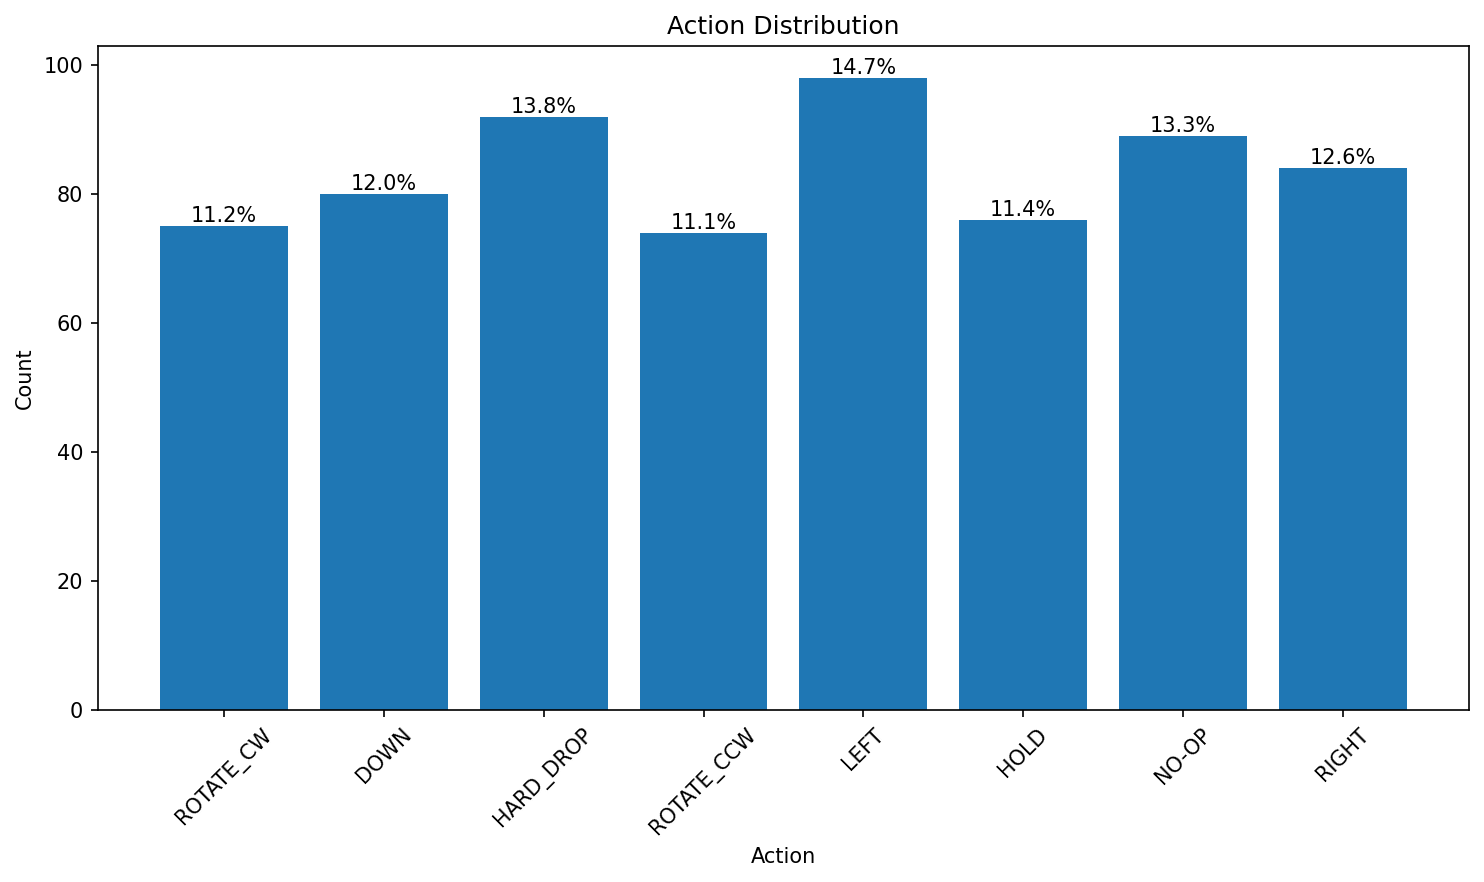 Action Distribution
Count
100
80
60
40
20
0
11.2%
12.0%
13.8%
11.1%
14.7%
11.4%
13.3%
12.6%
ROTATE_CW
DOWN
HARD_DROP
ROTATE_CCW
LEFT
HOLD
NO-OP
RIGHT
Action